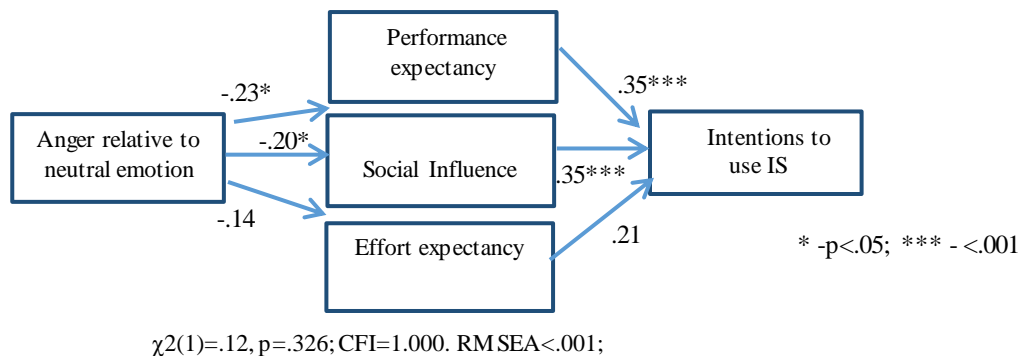 Performance
expectancy
.35***
-.23*
Anger relative to
neutral emotion
-.20*
Social Influence
.35***
Intentions to
use IS
-.14
Effort expectancy
.21
* -p<.05; *** - <.001
χ2(1)=.12, p=.326; CFI=1.000. RMSEA<.001;